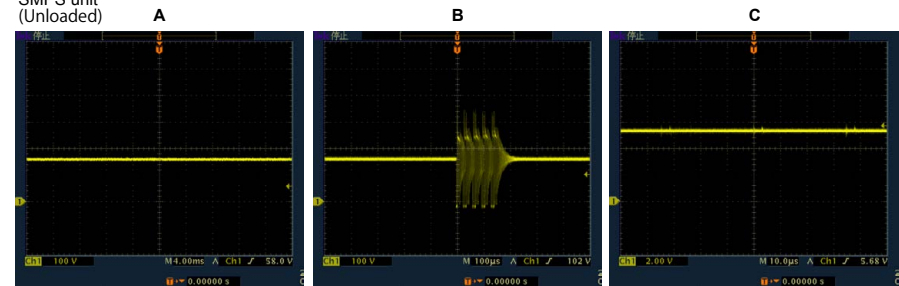 SMPS unit
(Unloaded)
A
B
C
停止
停止
停止
Ch1 100 V M 4.00ms Ch1 58.0 V
Ch1 100 V M 100µs Ch1 102 V
Ch1 2.00 V M 10.0µs Ch1 5.68 V
0.00000 s
0.00000 s
0.00000 s